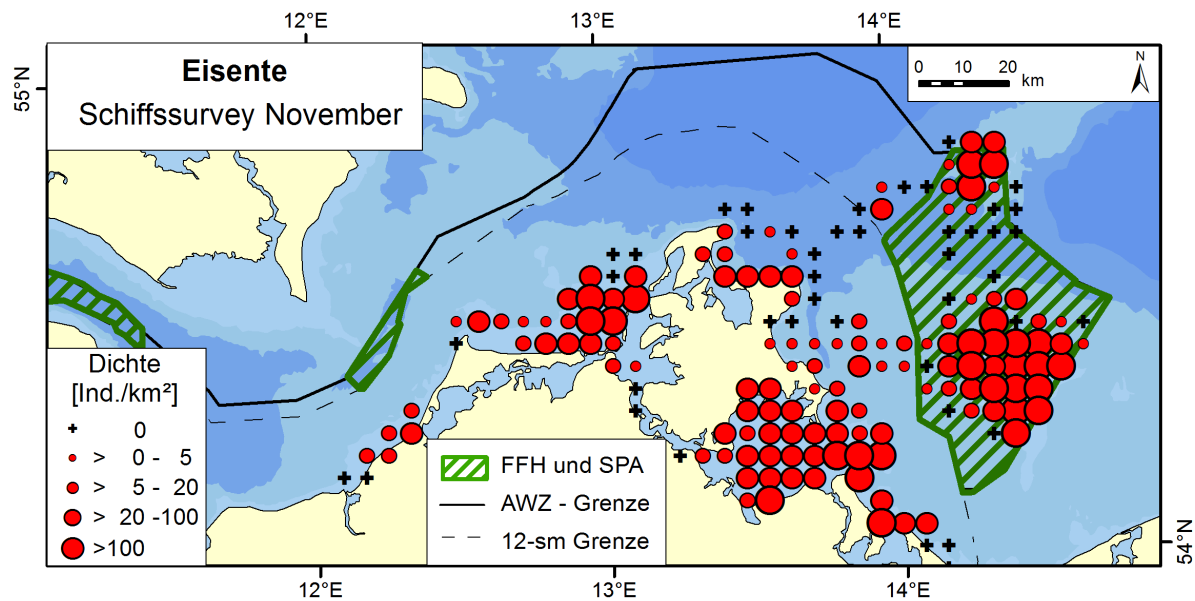 12°E
13°E
14°E
Eisente
Schiffssurvey November
55°N
0 10 20
km
N
Dichte
[Ind./km²]
0
> 0 - 5
> 5 - 20
> 20 -100
>100
FFH und SPA
AWZ - Grenze
12-sm Grenze
54°N
12°E
13°E
14°E